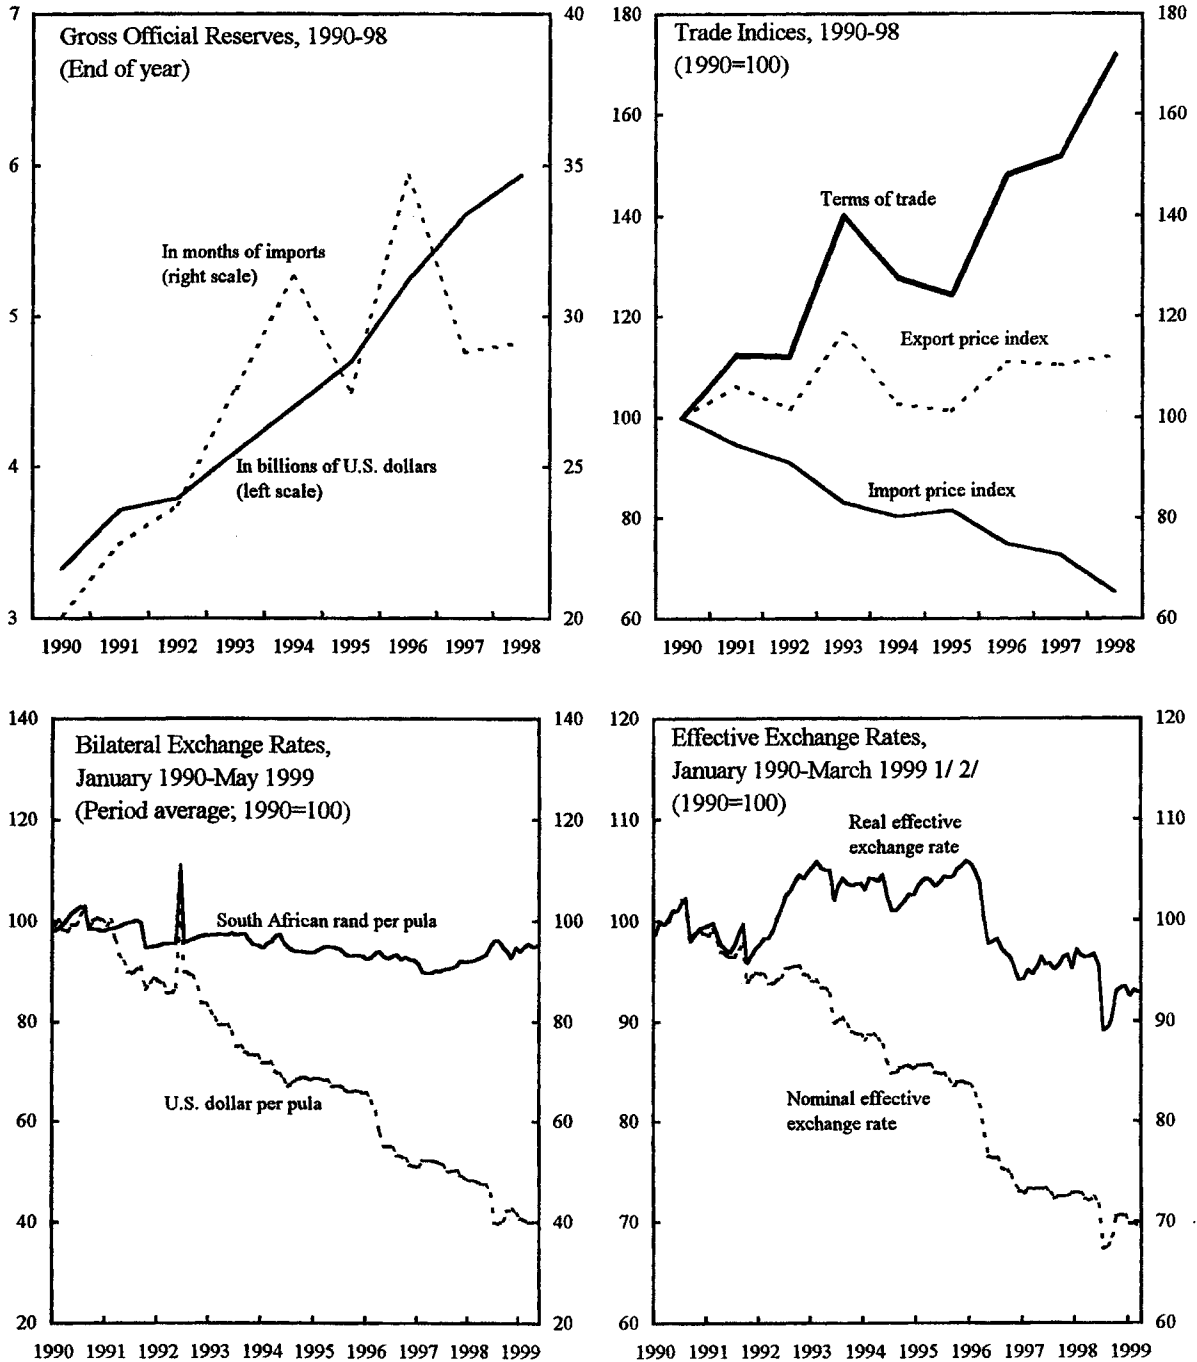 Gross Official Reserves, 1990-98
(End of year)
7
6
5
4
3
40
35
30
25
20
In months of imports
(right scale)
In billions of U.S. dollars
(left scale)
1990 1991 1992 1993 1994 1995 1996 1997 1998
Trade Indices, 1990-98
(1990=100)
180
160
140
120
100
80
60
180
160
140
120
100
80
60
Terms of trade
Export price index
Import price index
1990 1991 1992 1993 1994 1995 1996 1997 1998
Bilateral Exchange Rates,
January 1990-May 1999
(Period average; 1990=100)
140
120
100
80
60
40
20
140
120
100
80
60
40
20
South African rand per pula
U.S. dollar per pula
1990 1991 1992 1993 1994 1995 1996 1997 1998 1999
Effective Exchange Rates,
January 1990-March 1999 1/ 2/
(1990=100)
120
110
100
90
80
70
60
120
110
100
90
80
70
60
Real effective
exchange rate
Nominal effective
exchange rate
1990 1991 1992 1993 1994 1995 1996 1997 1998 1999